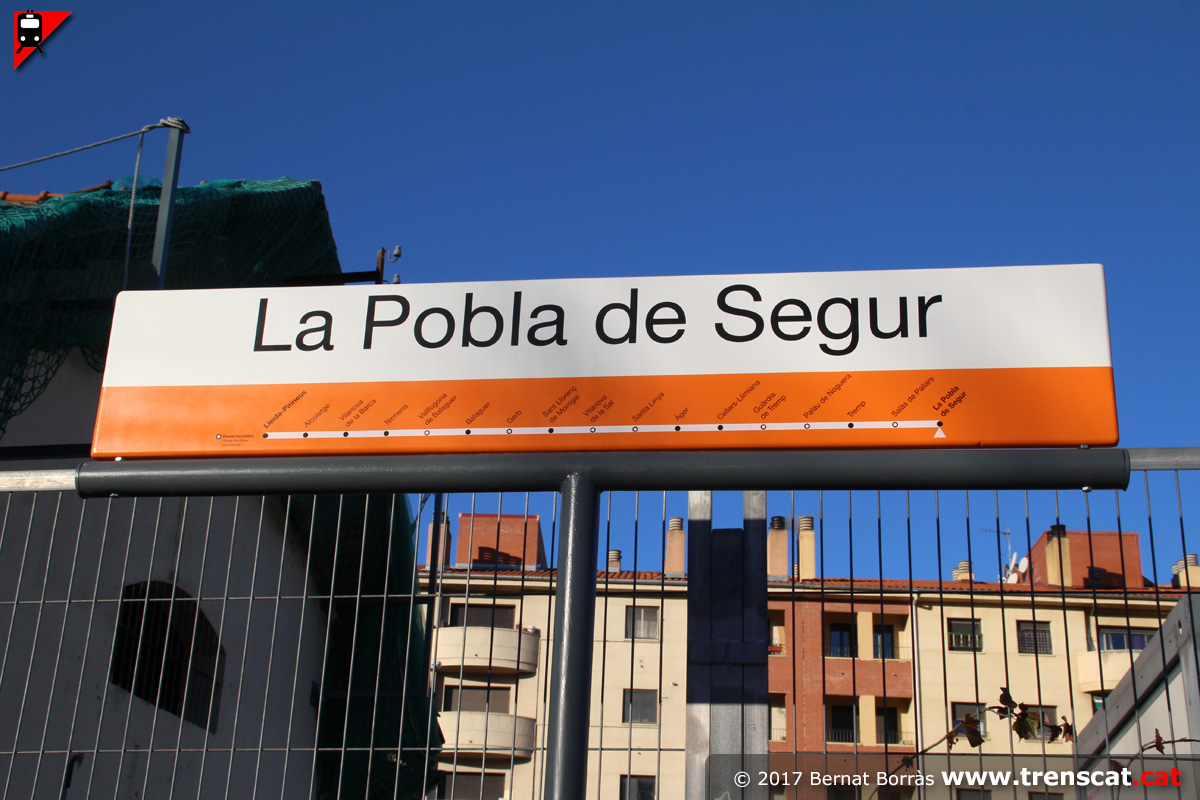 La Pobla de Segur
Lleida-Pirineus
Alcoletge
Vilanova
de la Barca
Térmens
Vallfogona
de Balaguer
Balaguer
Gerb
Sant Llorenç
de Montgai
Vilanova
de la Sal
Santa Linya
Àger
Cellers-Llimiana
Guàrdia
de Tremp
Palau de Noguera
Tremp
Salàs de Pallars
La Pobla
de Segur
© 2017 Bernat Borràs www.trenscat.cat